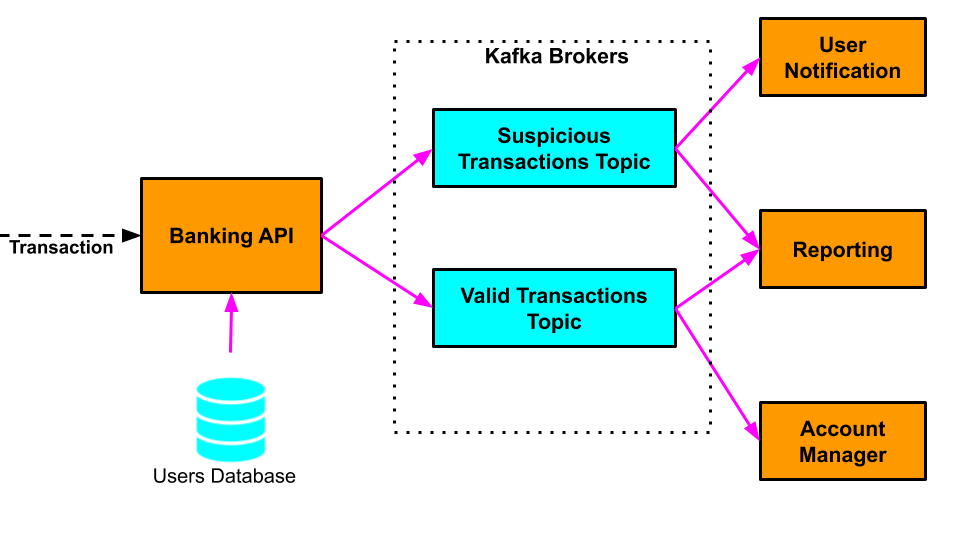 Transaction
Banking API
Users Database
Kafka Brokers
Suspicious
Transactions Topic
Valid Transactions
Topic
User
Notification
Reporting
Account
Manager